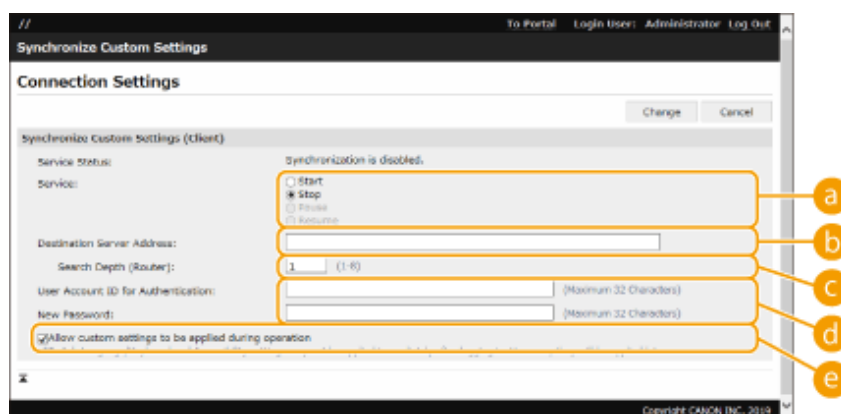 //
To Portal Login User: Administrator Log Out
Synchronize Custom Settings
Connection Settings
Change Cancel
Synchronize Custom Settings (Client)
Service Status: Synchronization is disabled.
Service:
Start
Stop
Pause
Resume
a
Destination Server Address:
b
Search Depth (Router): 1 (1-8)
c
User Account ID for Authentication: (Maximum 32 Characters)
New Password: (Maximum 32 Characters)
d
Allow custom settings to be applied during operation
e
Copyright CANON INC. 2019